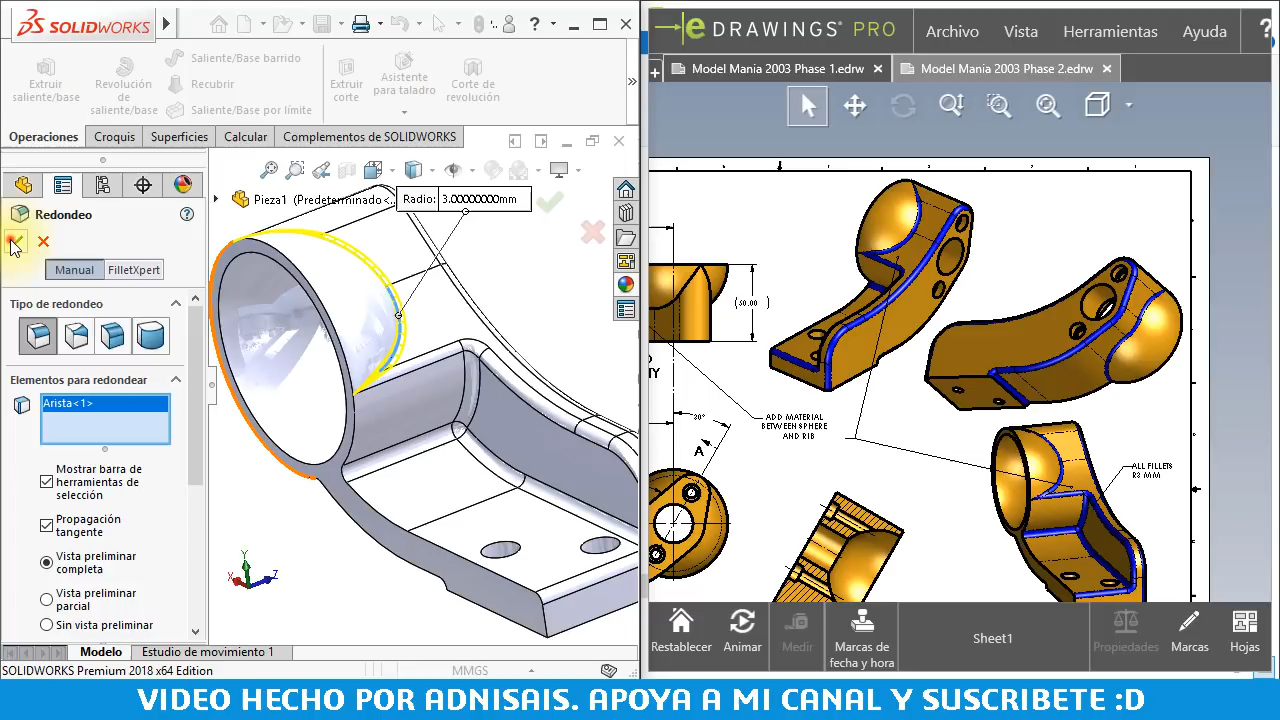 SOLIDWORKS
?
Extruir saliente/base
Revolución de saliente/base
Saliente/Base barrido
Recubrir
Saliente/Base por límite
Extruir corte
Asistente para taladro
Corte de revolución
Operaciones
Croquis
Superficies
Calcular
Complementos de SOLIDWORKS
Pieza1 (Predeterminado<..
Radio: 3.00000000mm
Redondeo
Manual
FilletXpert
Tipo de redondeo
Elementos para redondear
Arista<1>
Mostrar barra de herramientas de selección
Propagación tangente
Vista preliminar completa
Vista preliminar parcial
Sin vista preliminar
Y
X
Z
Modelo
Estudio de movimiento 1
SOLIDWORKS Premium 2018 x64 Edition
MMGS
eDRAWINGS® PRO
Archivo
Vista
Herramientas
Ayuda
?
Model Mania 2003 Phase 1.edrw
Model Mania 2003 Phase 2.edrw
(50.00)
TY
30°
A
ADD MATERIAL
BETWEEN SPHERE
AND RIB
ALL FILLETS
R3 MM
Restablecer
Animar
Medir
Marcas de fecha y hora
Sheet1
Propiedades
Marcas
Hojas
VIDEO HECHO POR ADNISAIS. APOYA A MI CANAL Y SUSCRIBETE :D